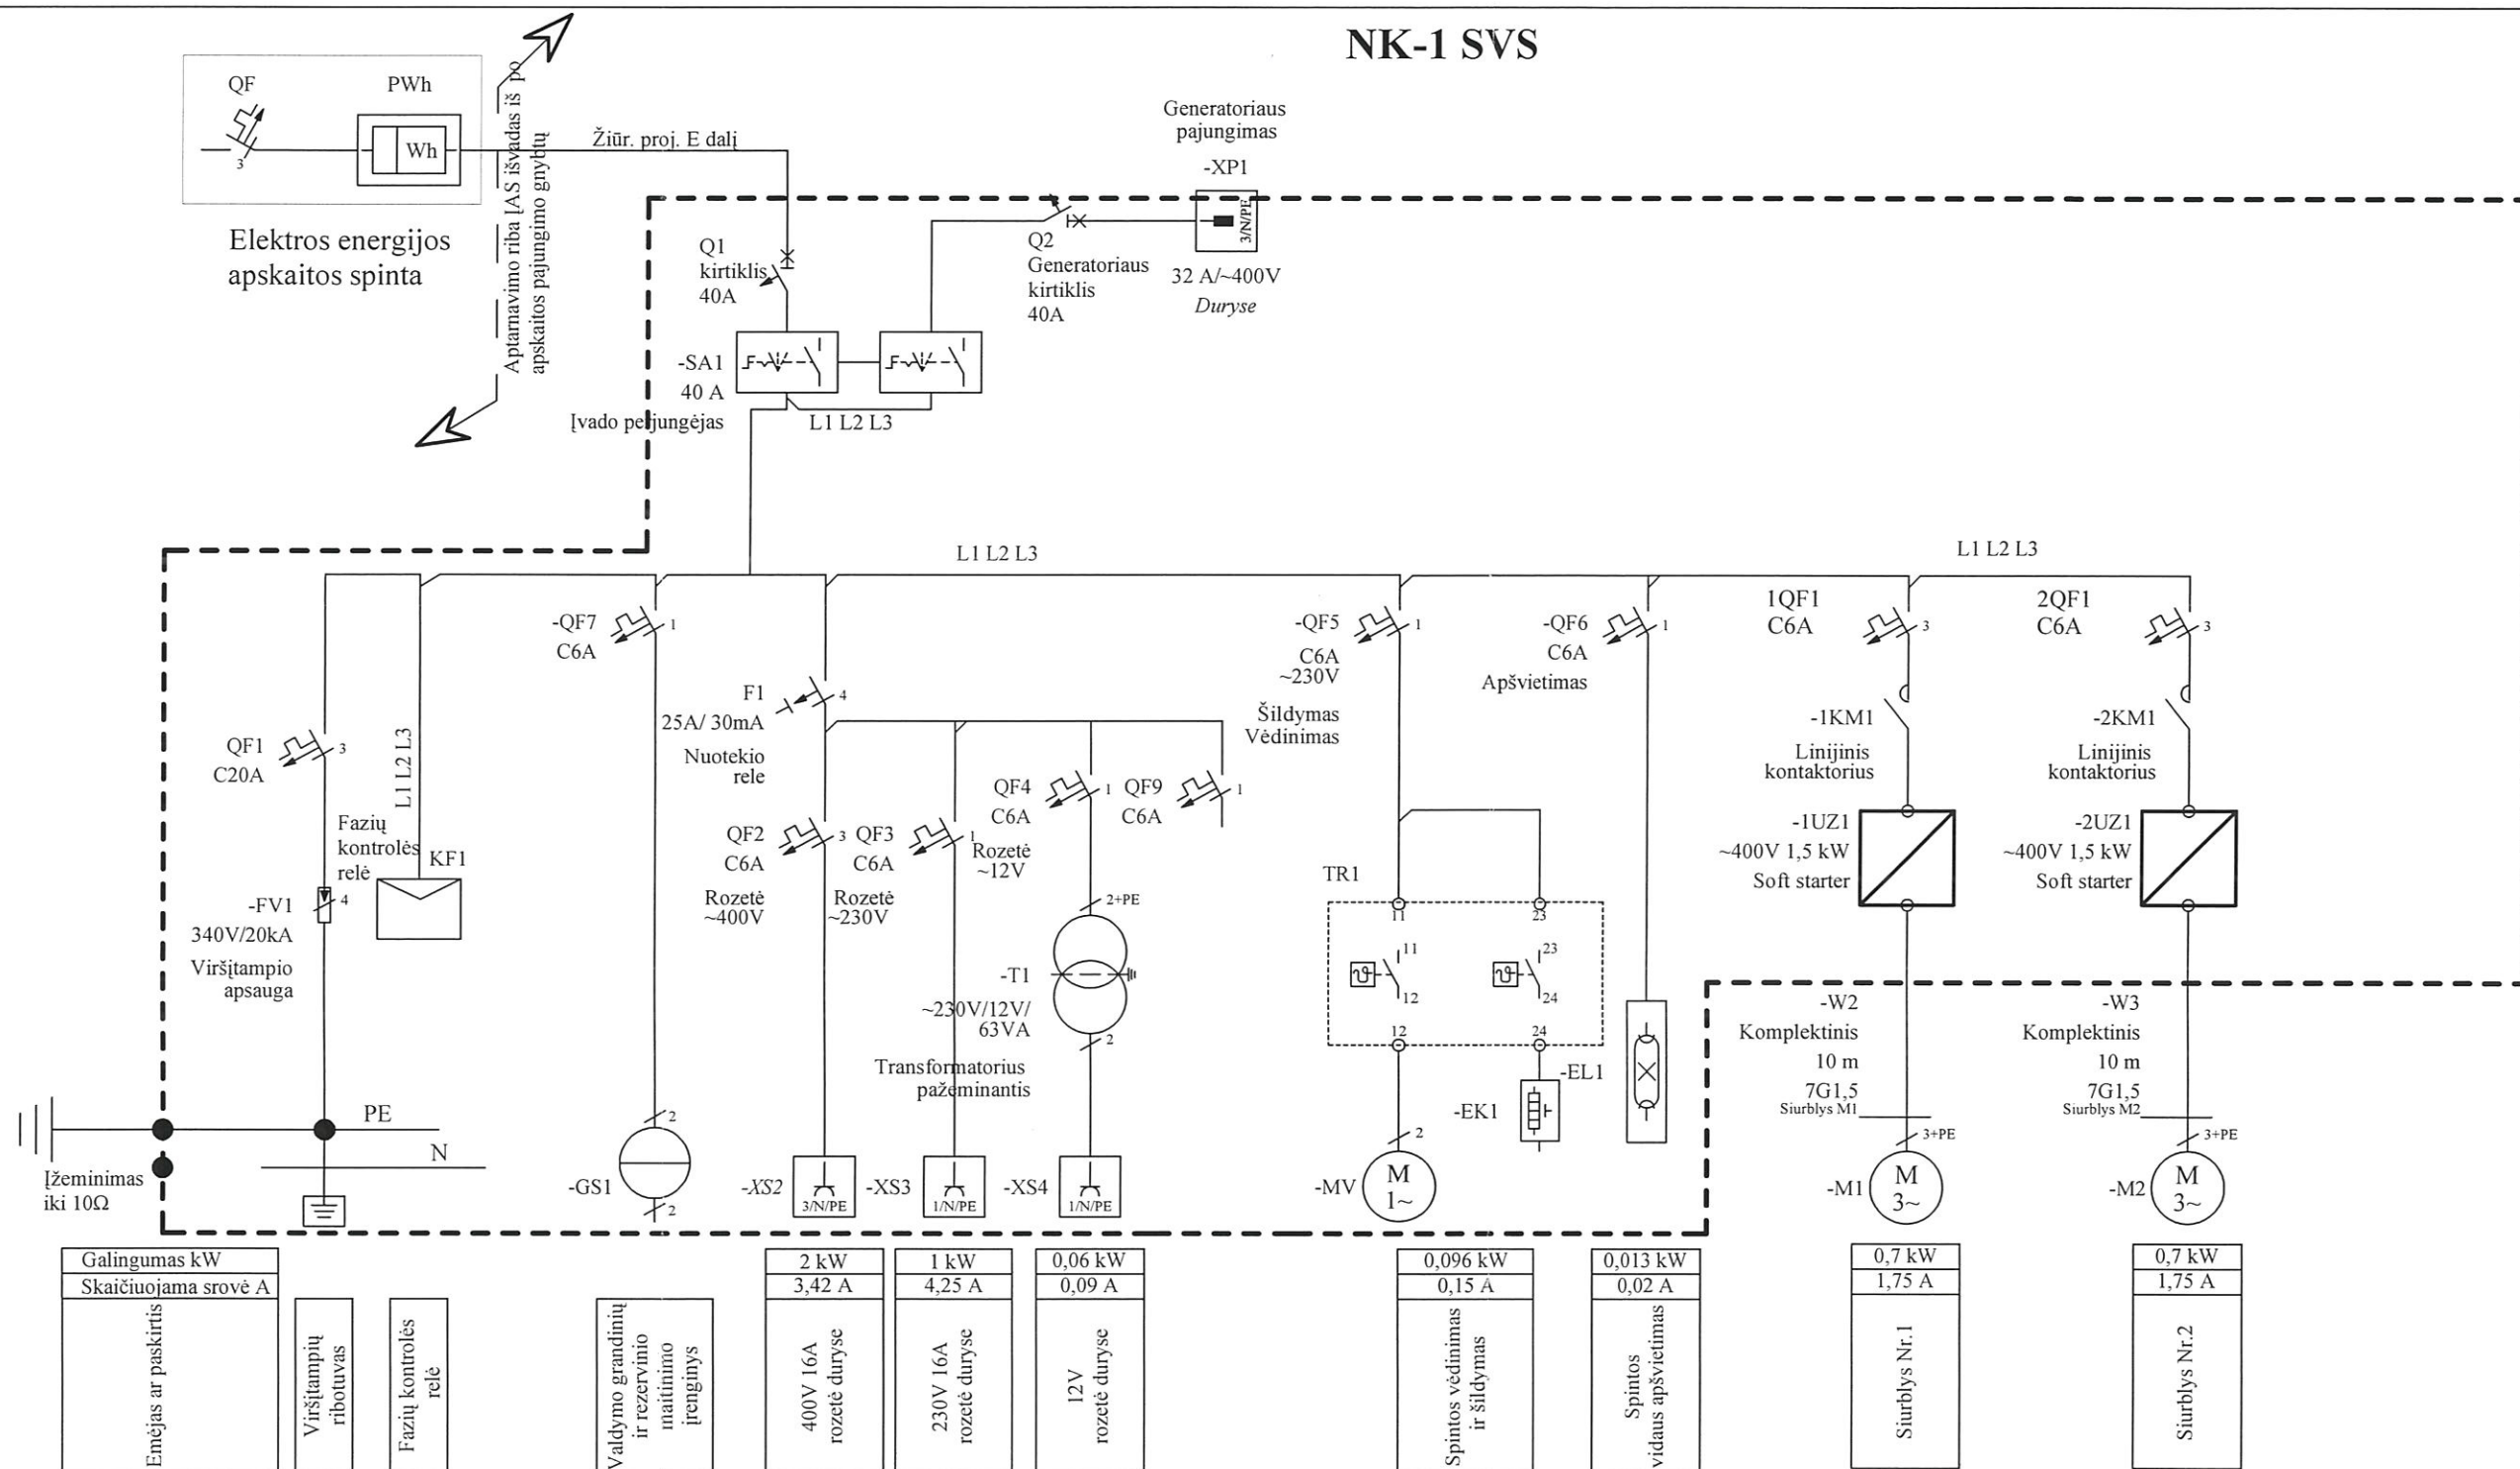 NK-1 SVS
QF
PWh
Wh
3
Elektros energijos
apskaitos spinta
Aptarnavimo riba ĮAS išvadas iš po
apskaitos pajungimo gnybtų
Žiūr. proj. E dalį
Generatoriaus
pajungimas
-XP1
3/N/PE
32 A/~400V
Duryse
Q1
kirtiklis
40A
Q2
Generatoriaus
kirtiklis
40A
-SA1
40 A
Įvado perjungėjas
L1 L2 L3
L1 L2 L3
L1 L2 L3
QF1
C20A
3
L1 L2 L3
Fazių
kontrolės
relė
KF1
-FV1
4
340V/20kA
Viršįtampio
apsauga
PE
N
Įžeminimas
iki 10Ω
-QF7
C6A
1
2
-GS1
2
F1
4
25A/ 30mA
Nuotekio
rele
QF2
C6A
3
Rozetė
~400V
QF3
C6A
1
Rozetė
~230V
QF4
C6A
1
Rozetė
~12V
QF9
C6A
1
2+PE
-T1
~230V/12V/
63VA
2
Transformatorius
pažeminantis
-XS2
3/N/PE
-XS3
1/N/PE
-XS4
1/N/PE
-QF5
C6A
~230V
1
Šildymas
Vėdinimas
TR1
11
23
11
12
23
24
12
24
2
-MV
M
1~
-EK1
-EL1
-QF6
C6A
1
Apšvietimas
1QF1
C6A
3
-1KM1
Linijinis
kontaktorius
-1UZ1
~400V 1,5 kW
Soft starter
-W2
Komplektinis
10 m
7G1,5
Siurblys M1
3+PE
-M1
M
3~
2QF1
C6A
3
-2KM1
Linijinis
kontaktorius
-2UZ1
~400V 1,5 kW
Soft starter
-W3
Komplektinis
10 m
7G1,5
Siurblys M2
3+PE
-M2
M
3~
Galingumas kW
Skaičiuojama srovė A
Ėmėjas ar paskirtis
Viršįtampių
ribotuvas
Fazių kontrolės
relė
Valdymo grandinių
ir rezervinio
maitinimo
įrenginys
2 kW
3,42 A
400V 16A
rozetė duryse
1 kW
4,25 A
230V 16A
rozetė duryse
0,06 kW
0,09 A
12V
rozetė duryse
0,096 kW
0,15 A
Spintos vėdinimas
ir šildymas
0,013 kW
0,02 A
Spintos
vidaus apšvietimas
0,7 kW
1,75 A
Siurblys Nr.1
0,7 kW
1,75 A
Siurblys Nr.2